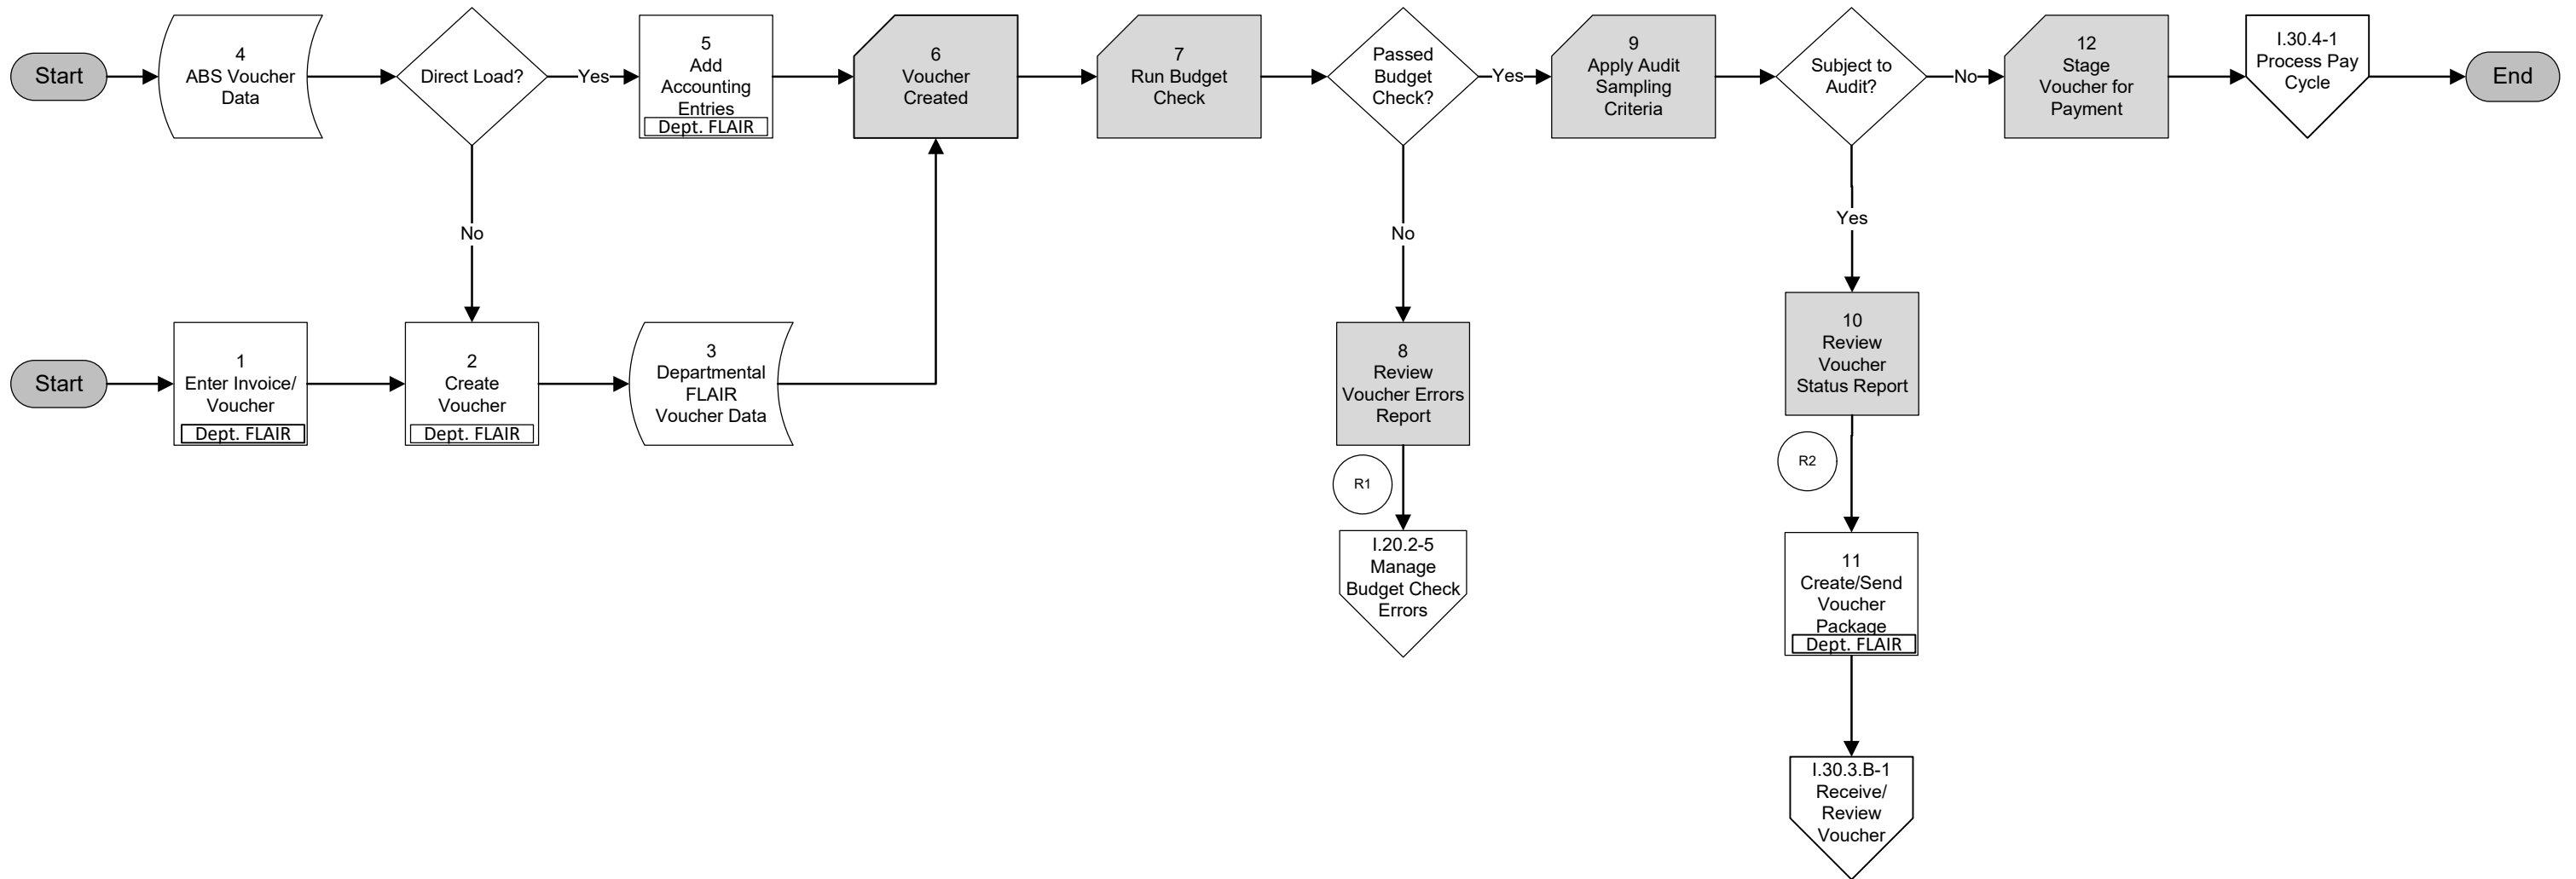 Start
4
ABS Voucher
Data
Direct Load?
Yes
5
Add
Accounting
Entries
Dept. FLAIR
6
Voucher
Created
7
Run Budget
Check
Passed
Budget
Check?
Yes
9
Apply Audit
Sampling
Criteria
Subject to
Audit?
No
12
Stage
Voucher for
Payment
I.30.4-1
Process Pay
Cycle
End
No
No
Yes
Start
1
Enter Invoice/
Voucher
Dept. FLAIR
2
Create
Voucher
Dept. FLAIR
3
Departmental
FLAIR
Voucher Data
8
Review
Voucher Errors
Report
R1
I.20.2-5
Manage
Budget Check
Errors
10
Review
Voucher
Status Report
R2
11
Create/Send
Voucher
Package
Dept. FLAIR
I.30.3.B-1
Receive/
Review
Voucher